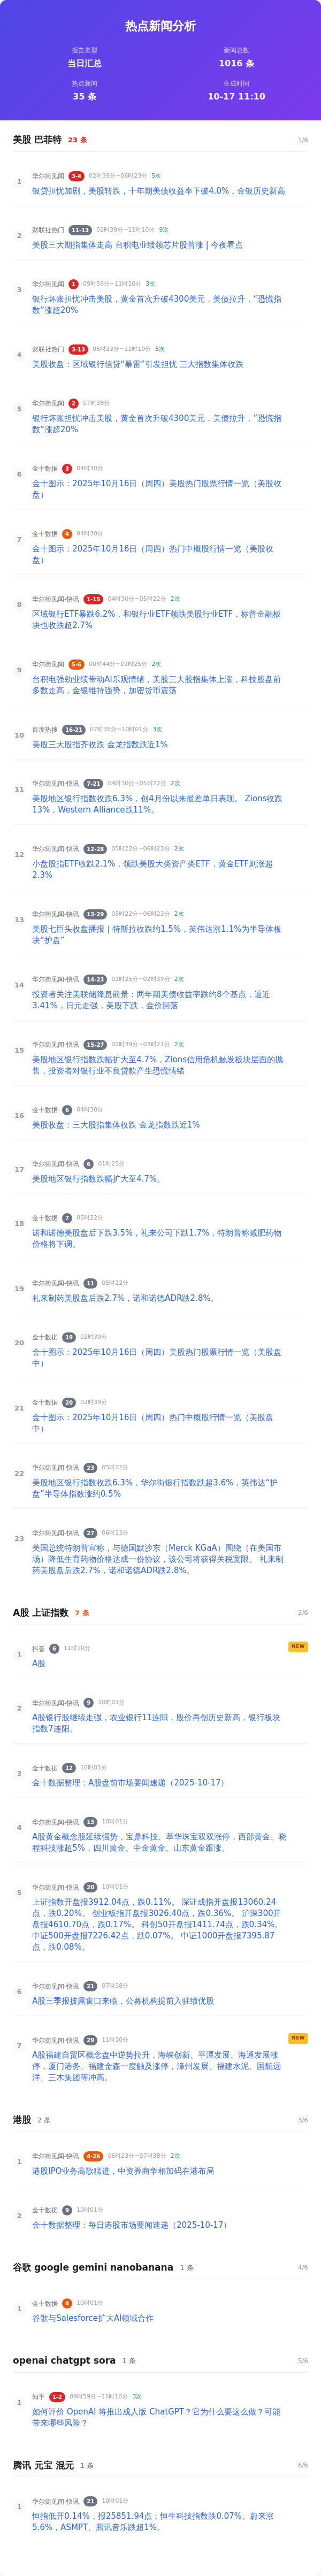 热点新闻分析
报告类型
新闻总数
当日汇总
1016 条
热点新闻
生成时间
35 条
10-17 11:10
美股 巴菲特 23 条 1/6
1 华尔街见闻 3-4 02时39分~06时23分 5次
银贷担忧加剧，美股转跌，十年期美债收益率下破4.0%，金银历史新高
2 财联社热门 11-13 02时39分~11时10分 9次
美股三大期指集体走高 台积电业绩领芯片股普涨 | 今夜看点
3 华尔街见闻 1 09时59分~11时10分 3次
银行坏账担忧冲击美股，黄金首次升破4300美元，美债拉升，“恐慌指
数”涨超20%
4 财联社热门 3-13 06时23分~11时10分 5次
美股收盘：区域银行信贷“暴雷”引发担忧 三大指数集体收跌
5 华尔街见闻 2 07时38分
银行坏账担忧冲击美股，黄金首次升破4300美元，美债拉升，”恐慌指
数“涨超20%
6 金十数据 3 04时30分
金十图示：2025年10月16日（周四）美股热门股票行情一览（美股收
盘）
7 金十数据 4 04时30分
金十图示：2025年10月16日（周四）热门中概股行情一览（美股收
盘）
8 华尔街见闻-快讯 1-15 04时30分~05时22分 2次
区域银行ETF暴跌6.2%，和银行业ETF领跌美股行业ETF，标普金融板
块也收跌超2.7%
9 华尔街见闻 5-6 00时44分~01时25分 2次
台积电强劲业绩带动AI乐观情绪，美股三大股指集体上涨，科技股盘前
多数走高，金银维持强势，加密货币震荡
10 百度热搜 16-21 07时38分~10时01分 3次
美股三大股指齐收跌 金龙指数跌近1%
11 华尔街见闻-快讯 7-21 04时30分~05时22分 2次
美股地区银行指数收跌6.3%，创4月份以来最差单日表现。 Zions收跌
13%，Western Alliance跌11%。
12 华尔街见闻-快讯 12-28 05时22分~06时23分 2次
小盘股指ETF收跌2.1%，领跌美股大类资产类ETF，黄金ETF则涨超
2.3%
13 华尔街见闻-快讯 13-29 05时22分~06时23分 2次
美股七巨头收盘播报｜特斯拉收跌约1.5%，英伟达涨1.1%为半导体板
块“护盘”
14 华尔街见闻-快讯 14-23 01时25分~02时39分 2次
投资者关注美联储降息前景：两年期美债收益率跌约8个基点，逼近
3.41%，日元走强，美股下跌，金价回落
15 华尔街见闻-快讯 15-27 02时39分~03时21分 2次
美股地区银行指数跌幅扩大至4.7%，Zions信用危机触发板块层面的抛
售，投资者对银行业不良贷款产生恐慌情绪
16 金十数据 6 04时30分
美股收盘：三大股指集体收跌 金龙指数跌近1%
17 华尔街见闻-快讯 6 01时25分
美股地区银行指数跌幅扩大至4.7%。
18 金十数据 7 05时22分
诺和诺德美股盘后下跌3.5%，礼来公司下跌1.7%，特朗普称减肥药物
价格将下调。
19 华尔街见闻-快讯 11 05时22分
礼来制药美股盘后跌2.7%，诺和诺德ADR跌2.8%。
20 金十数据 19 02时39分
金十图示：2025年10月16日（周四）美股热门股票行情一览（美股盘
中）
21 金十数据 20 02时39分
金十图示：2025年10月16日（周四）热门中概股行情一览（美股盘
中）
22 华尔街见闻-快讯 23 05时22分
美股地区银行指数收跌6.3%，华尔街银行指数跌超3.6%，英伟达“护
盘”半导体指数涨约0.5%
23 华尔街见闻-快讯 27 06时23分
美国总统特朗普宣称，与德国默沙东（Merck KGaA）围绕（在美国市
场）降低生育药物价格达成一份协议，该公司将获得关税宽限。 礼来制
药美股盘后跌2.7%，诺和诺德ADR跌2.8%。
A股 上证指数 7 条 2/6
1 抖音 6 11时10分 NEW
A股
2 华尔街见闻-快讯 9 10时01分
A股银行股继续走强，农业银行11连阳，股价再创历史新高，银行板块
指数7连阳。
3 金十数据 12 10时01分
金十数据整理：A股盘前市场要闻速递（2025-10-17）
4 华尔街见闻-快讯 13 10时01分
A股黄金概念股延续强势，宝鼎科技、萃华珠宝双双涨停，西部黄金、晓
程科技涨超5%，四川黄金、中金黄金、山东黄金跟涨。
5 华尔街见闻-快讯 20 10时01分
上证指数开盘报3912.04点，跌0.11%。 深证成指开盘报13060.24
点，跌0.20%。 创业板指开盘报3026.40点，跌0.36%。 沪深300开
盘报4610.70点，跌0.17%。 科创50开盘报1411.74点，跌0.34%。
中证500开盘报7226.42点，跌0.07%。 中证1000开盘报7395.87
点，跌0.08%。
6 华尔街见闻-快讯 21 07时38分
A股三季报披露窗口来临，公募机构提前入驻绩优股
7 华尔街见闻-快讯 29 11时10分 NEW
A股福建自贸区概念盘中逆势拉升，海峡创新、平潭发展、海通发展涨
停，厦门港务、福建金森一度触及涨停，漳州发展、福建水泥、国航远
洋、三木集团等冲高。
港股 2 条 3/6
1 华尔街见闻-快讯 4-26 06时23分~07时38分 2次
港股IPO业务高歌猛进，中资券商争相加码在港布局
2 金十数据 9 10时01分
金十数据整理：每日港股市场要闻速递（2025-10-17）
谷歌 google gemini nanobanana 1 条 4/6
1 金十数据 4 10时01分
谷歌与Salesforce扩大AI领域合作
openai chatgpt sora 1 条 5/6
1 知乎 1-2 09时59分~11时10分 3次
如何评价 OpenAI 将推出成人版 ChatGPT？它为什么要这么做？可能
带来哪些风险？
腾讯 元宝 混元 1 条 6/6
1 华尔街见闻-快讯 21 10时01分
恒指低开0.14%，报25851.94点；恒生科技指数跌0.07%。蔚来涨
5.6%，ASMPT、腾讯音乐跌超1%。